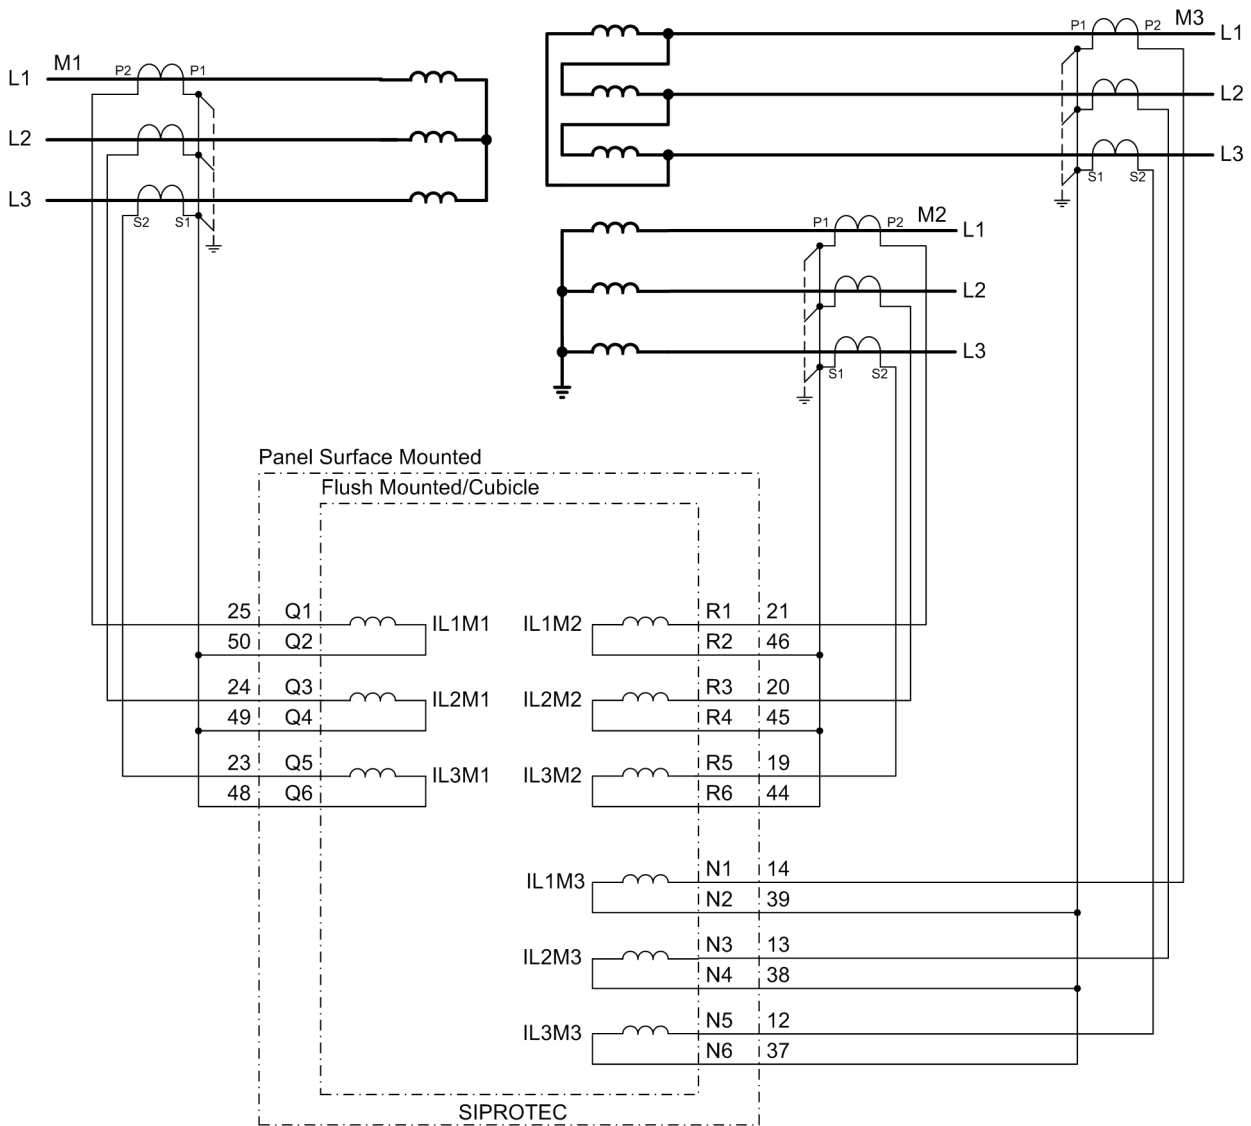 P1 P2 M3 L1
M1
L1 P2 P1
L2
L2
L3
L3
S2 S1
S1 S2
P1 P2 M2 L1
L2
L3
S1 S2
Panel Surface Mounted
Flush Mounted/Cubicle
25 Q1 IL1M1 IL1M2 R1 21
50 Q2 R2 46
24 Q3 IL2M1 IL2M2 R3 20
49 Q4 R4 45
23 Q5 IL3M1 IL3M2 R5 19
48 Q6 R6 44
IL1M3 N1 14
N2 39
IL2M3 N3 13
N4 38
IL3M3 N5 12
N6 37
SIPROTEC